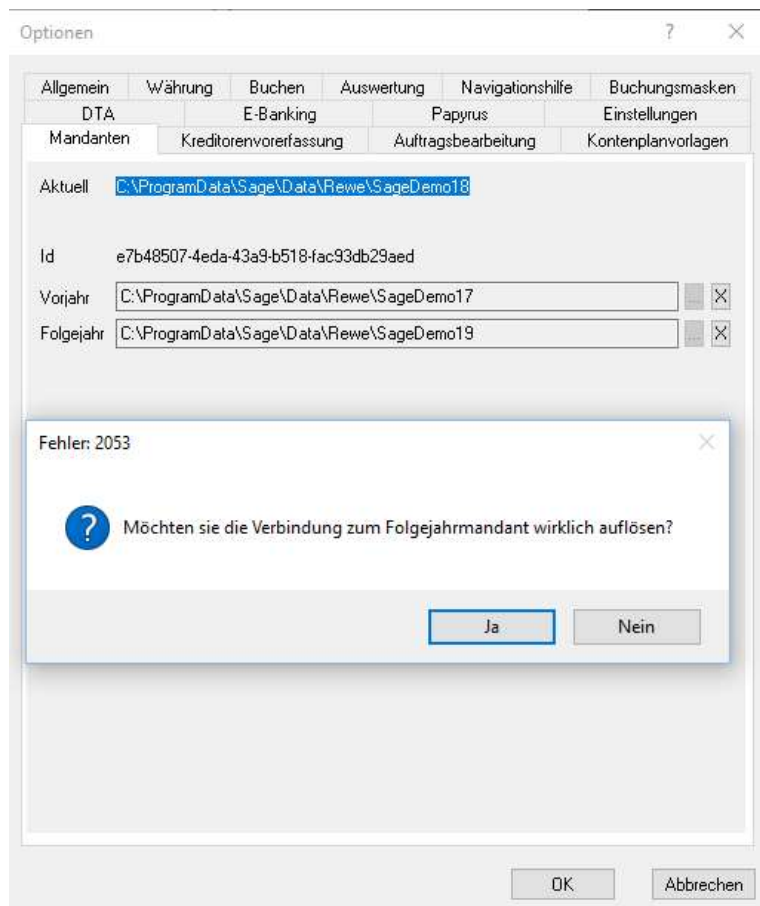 Optionen ? X
Allgemein Währung Buchen Auswertung Navigationshilfe Buchungsmasken
DTA E-Banking Papyrus Einstellungen
Mandanten Kreditorenvorerfassung Auftragsbearbeitung Kontenplanvorlagen
Aktuell C:\ProgramData\Sage\Data\Rewe\SageDemo18
Id e7b48507-4eda-43a9-b518-fac93db29aed
Vorjahr C:\ProgramData\Sage\Data\Rewe\SageDemo17 ... X
Folgejahr C:\ProgramData\Sage\Data\Rewe\SageDemo19 ... X
Fehler: 2053
Möchten sie die Verbindung zum Folgejahrmandant wirklich auflösen?
Ja Nein
OK Abbrechen